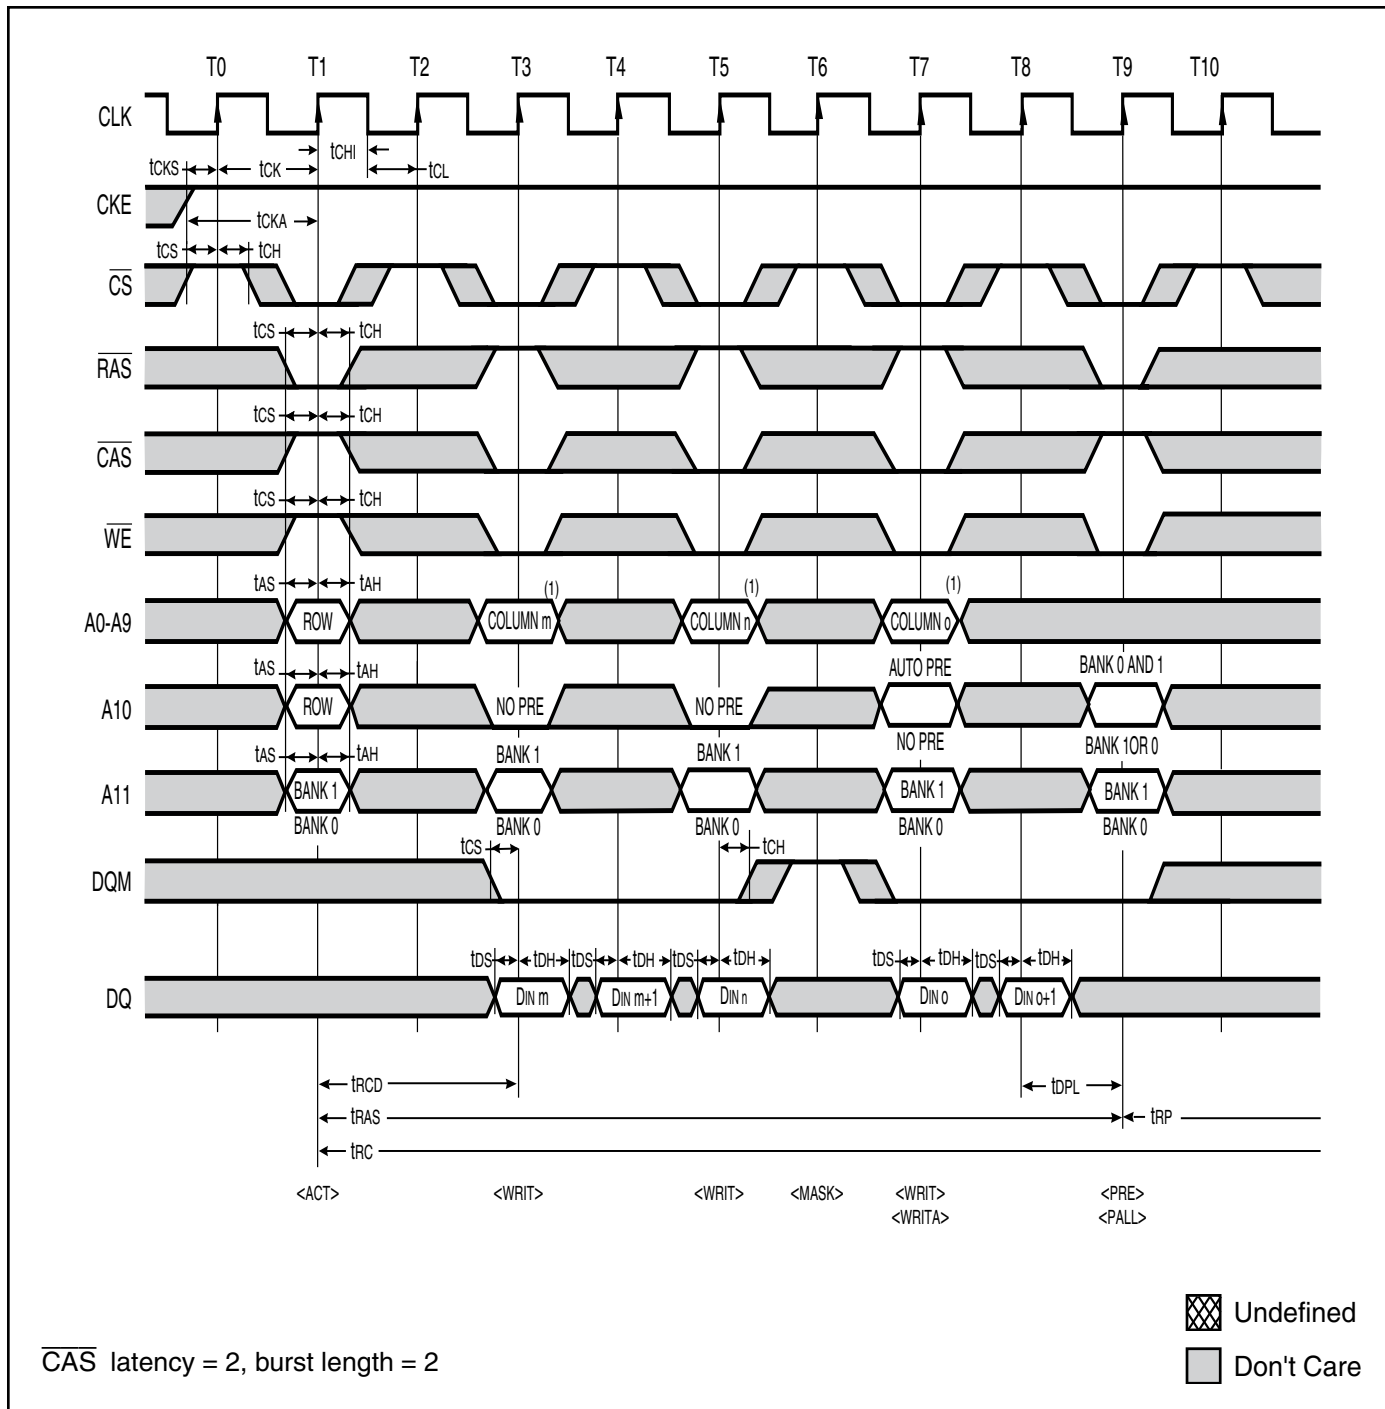 T0 T1 T2 T3 T4 T5 T6 T7 T8 T9 T10
CLK
tCHI
tCKS tCK tCL
CKE
tCKA
tCS tCH
CS
tCS tCH
RAS
tCS tCH
CAS
tCS tCH
WE
tAS tAH (1) (1) (1)
A0-A9 ROW COLUMN m COLUMN n COLUMN o
tAS tAH AUTO PRE BANK 0 AND 1
A10 ROW NO PRE NO PRE
NO PRE BANK 1OR 0
tAS tAH BANK 1 BANK 1
A11 BANK 1 BANK 1 BANK 1
BANK 0 BANK 0 BANK 0 BANK 0 BANK 0
tCS tCH
DQM
tDS tDH tDS tDH tDS tDH tDS tDH tDS tDH
DQ DIN m DIN m+1 DIN n DIN o DIN o+1
tRCD tDPL
tRAS tRP
tRC
<ACT> <WRIT> <WRIT> <MASK> <WRIT> <PRE>
<WRITA> <PALL>
Undefined
CAS latency = 2, burst length = 2
Don't Care